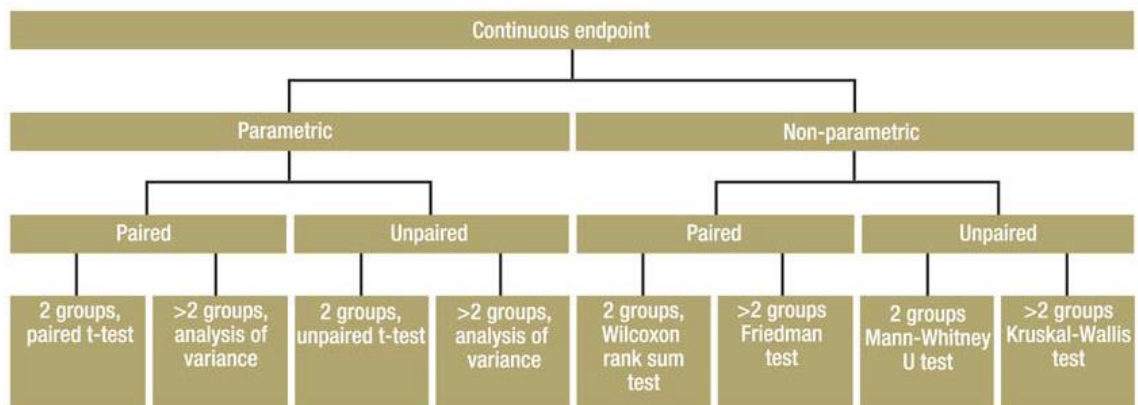 Continuous endpoint
Parametric
Non-parametric
Paired
Unpaired
Paired
Unpaired
2 groups,
paired t-test
>2 groups,
analysis of
variance
2 groups,
unpaired t-test
>2 groups,
analysis of
variance
2 groups,
Wilcoxon
rank sum
test
>2 groups
Friedman
test
2 groups
Mann-Whitney
U test
>2 groups
Kruskal-Wallis
test